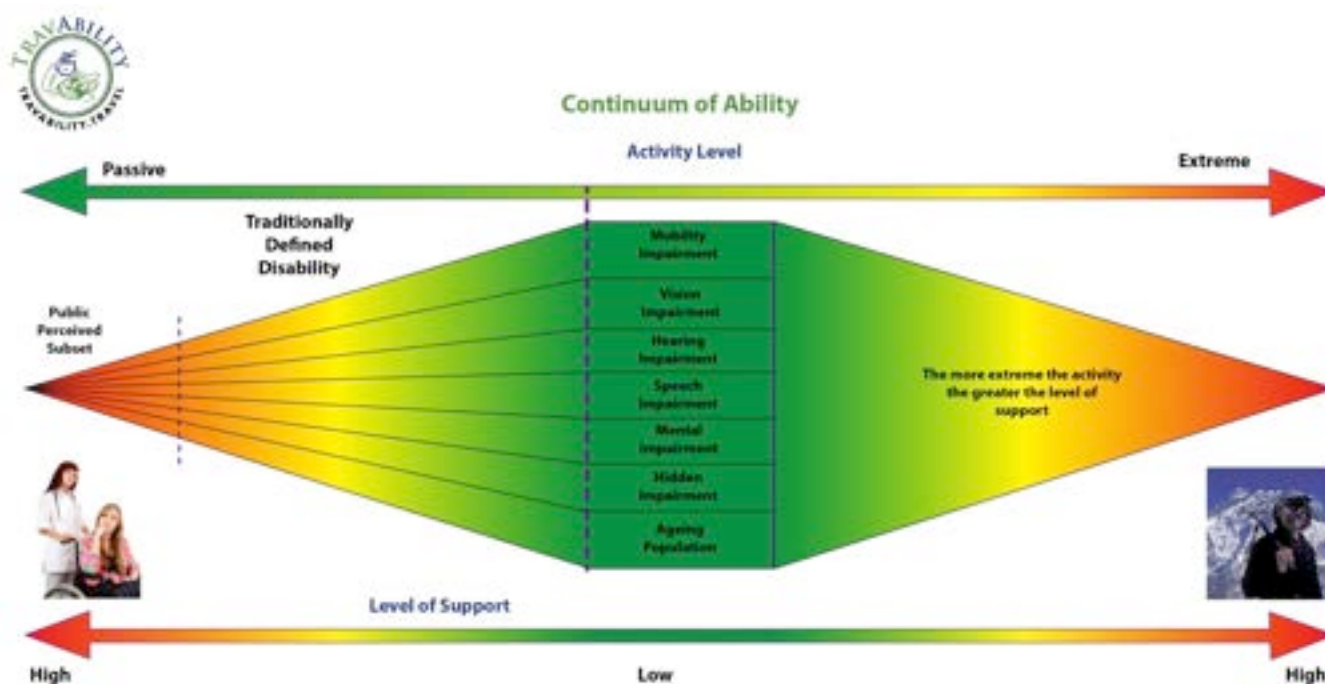 TRAVABILITY
TRAVABILITY.TRAVEL
Continuum of Ability
Activity Level
Passive
Extreme
Traditionally
Defined
Disability
Public
Perceived
Subset
Mobility
Impairment
Vision
Impairment
Hearing
Impairment
Speech
Impairment
Mental
Impairment
Hidden
Impairment
Ageing
Population
The more extreme the activity
the greater the level of
support
Level of Support
High
Low
High